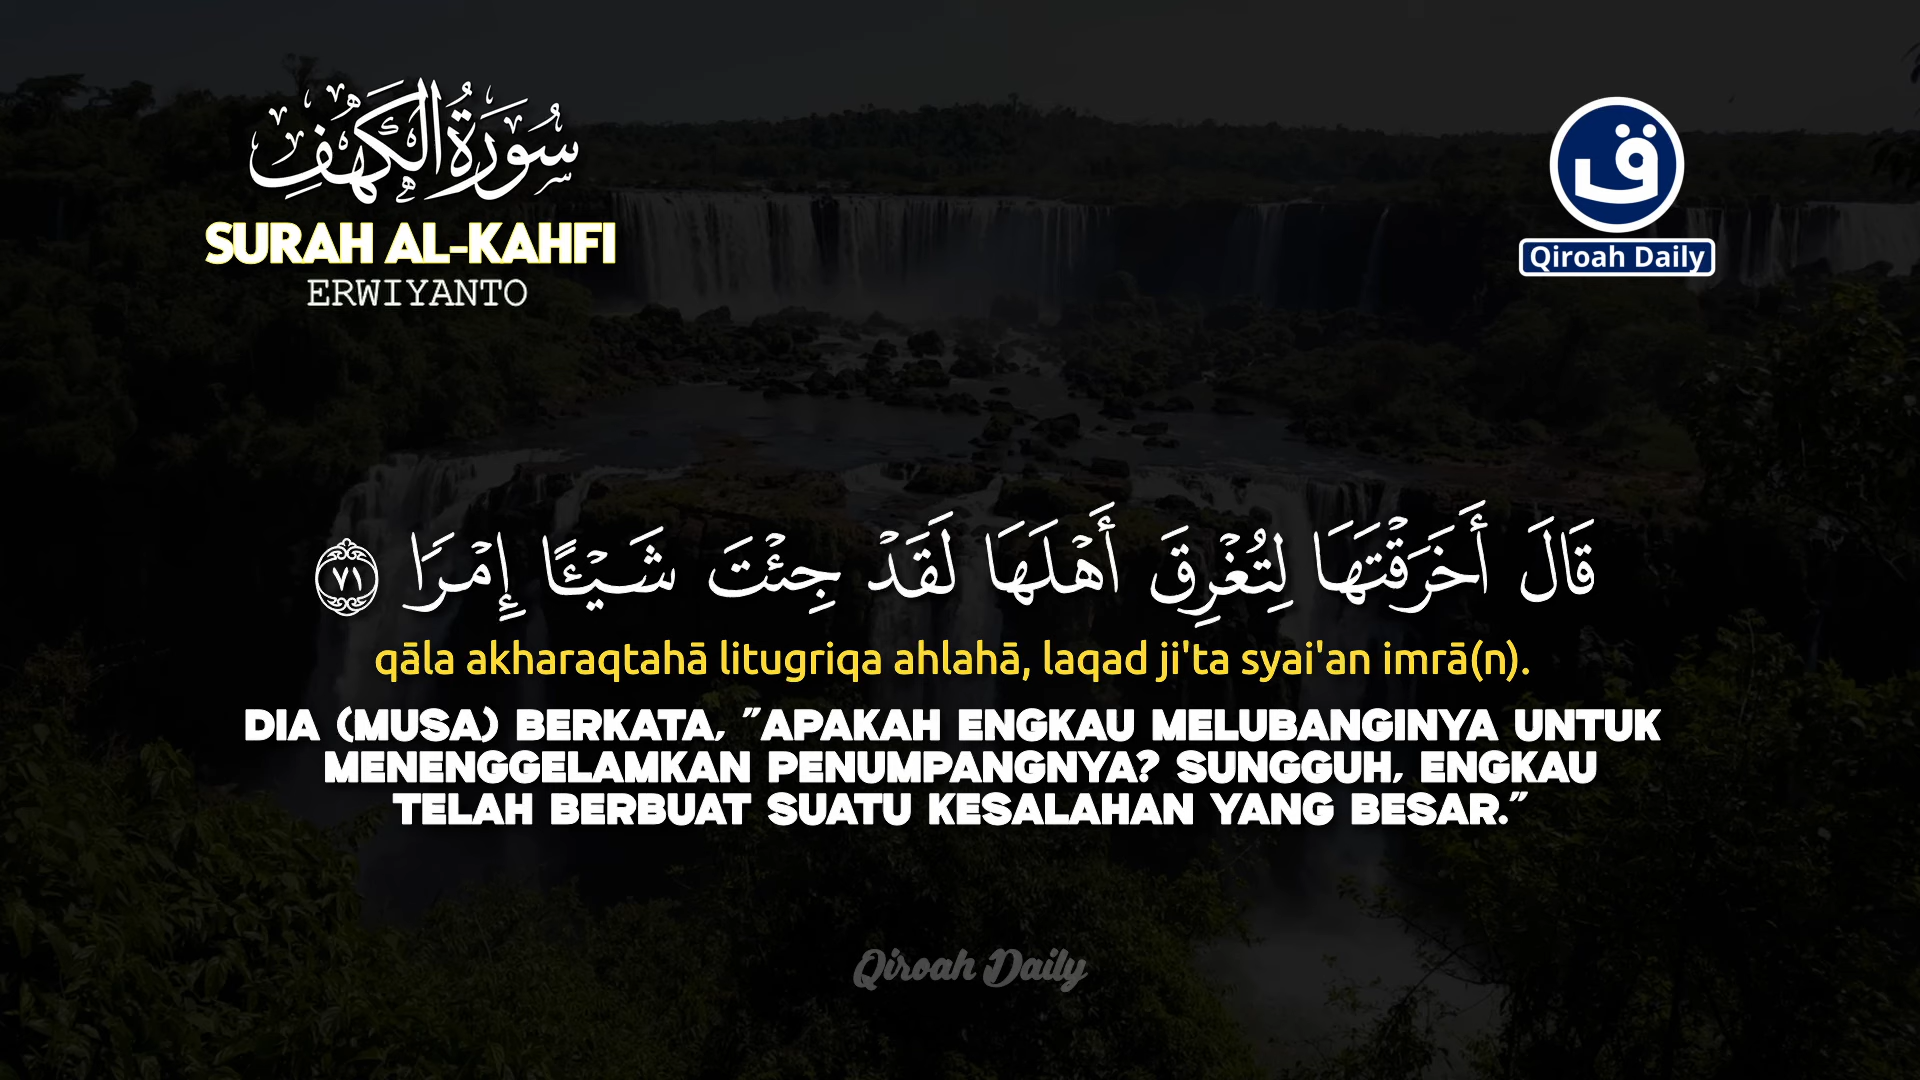 سُورَةُ الْكَهْفِ
SURAH AL-KAHFI
ERWIYANTO
ق
Qiroah Daily
قَالَ أَخَرَقْتَهَا لِتُغْرِقَ أَهْلَهَا لَقَدْ جِئْتَ شَيْـًٔا إِمْرًا ٧١
qāla akharaqtahā litugriqa ahlahā, laqad ji'ta syai'an imrā(n).
DIA (MUSA) BERKATA, "APAKAH ENGKAU MELUBANGINYA UNTUK
MENENGGELAMKAN PENUMPANGNYA? SUNGGUH, ENGKAU
TELAH BERBUAT SUATU KESALAHAN YANG BESAR."
Qiroah Daily